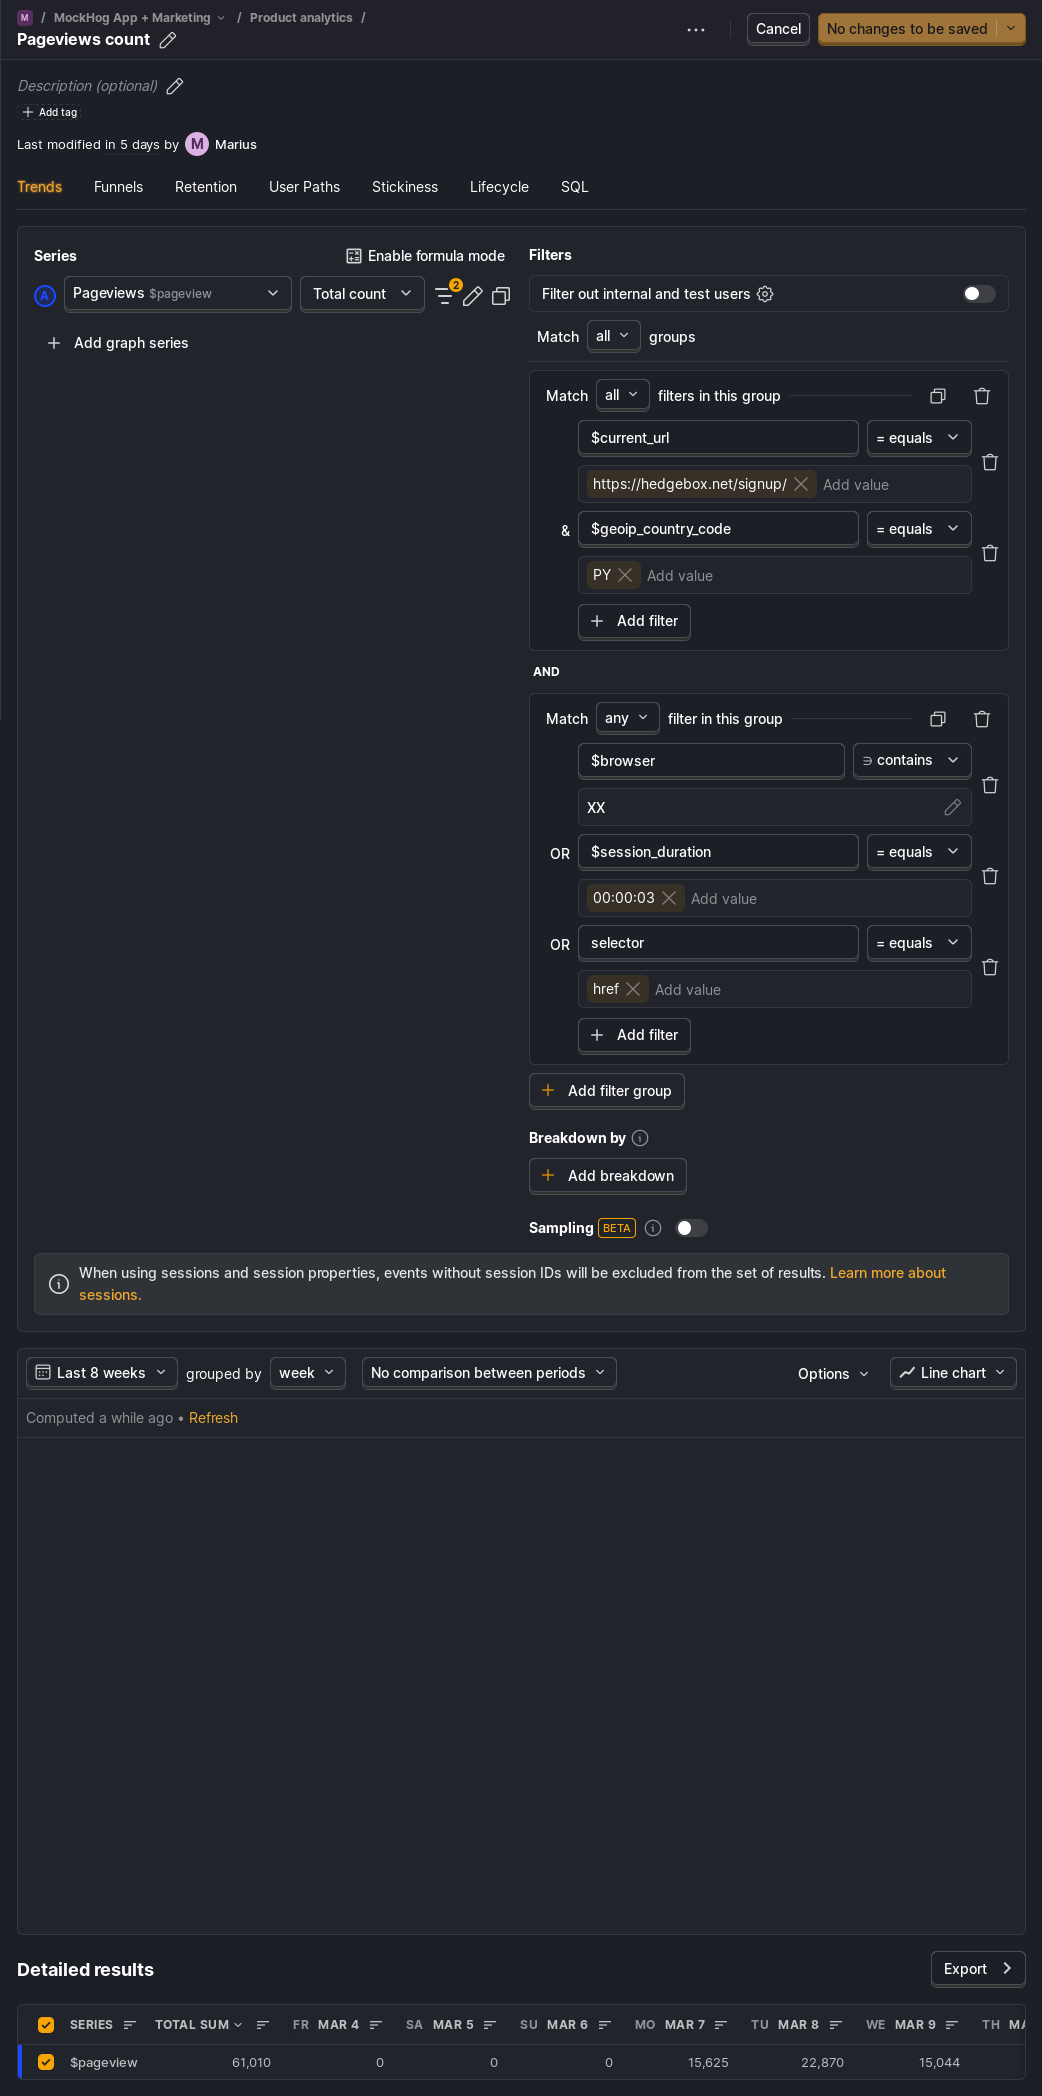 M / MockHog App + Marketing / Product analytics /
Pageviews count
Cancel
No changes to be saved
Description (optional)
Add tag
Last modified in 5 days by M Marius
Trends Funnels Retention User Paths Stickiness Lifecycle SQL
Series
Enable formula mode
A Pageviews $pageview Total count 2
Add graph series
Filters
Filter out internal and test users
Match all groups
Match all filters in this group
$current_url = equals
https://hedgebox.net/signup/ Add value
& $geoip_country_code = equals
PY Add value
Add filter
AND
Match any filter in this group
$browser ∋ contains
XX
OR $session_duration = equals
00:00:03 Add value
OR selector = equals
href Add value
Add filter
Add filter group
Breakdown by
Add breakdown
Sampling BETA
When using sessions and session properties, events without session IDs will be excluded from the set of results. Learn more about
sessions.
Last 8 weeks grouped by week No comparison between periods Options Line chart
Computed a while ago • Refresh
Detailed results
Export
SERIES TOTAL SUM FR MAR 4 SA MAR 5 SU MAR 6 MO MAR 7 TU MAR 8 WE MAR 9 TH
$pageview 61,010 0 0 0 15,625 22,870 15,044